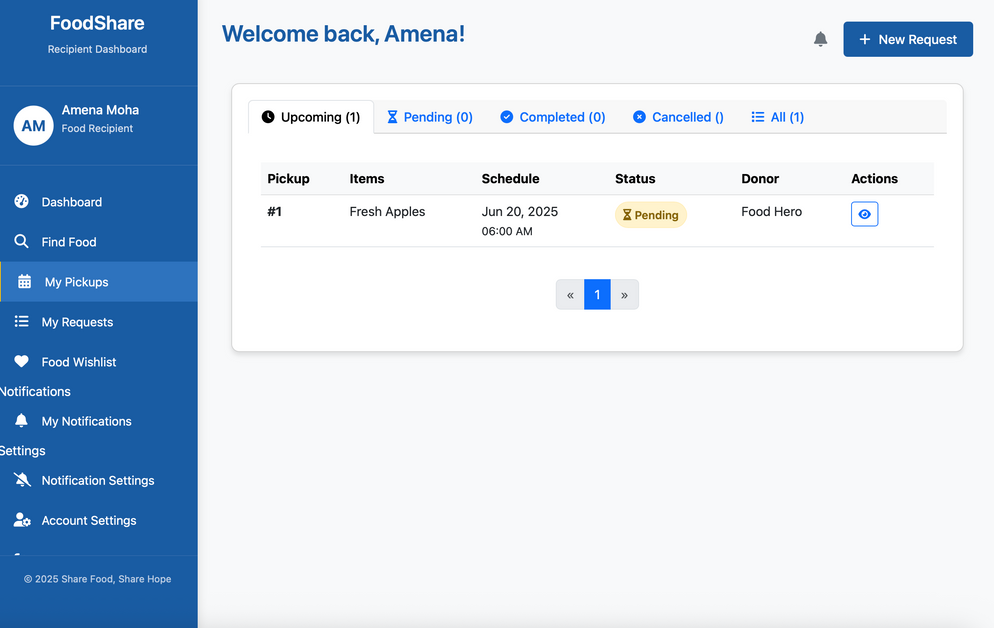 FoodShare
Recipient Dashboard
AM
Amena Moha
Food Recipient
Dashboard
Find Food
My Pickups
My Requests
Food Wishlist
Notifications
My Notifications
Settings
Notification Settings
Account Settings
© 2025 Share Food, Share Hope
Welcome back, Amena!
+ New Request
Upcoming (1) Pending (0) Completed (0) Cancelled () All (1)
Pickup Items Schedule Status Donor Actions
#1 Fresh Apples Jun 20, 2025 Pending Food Hero
06:00 AM
« 1 »